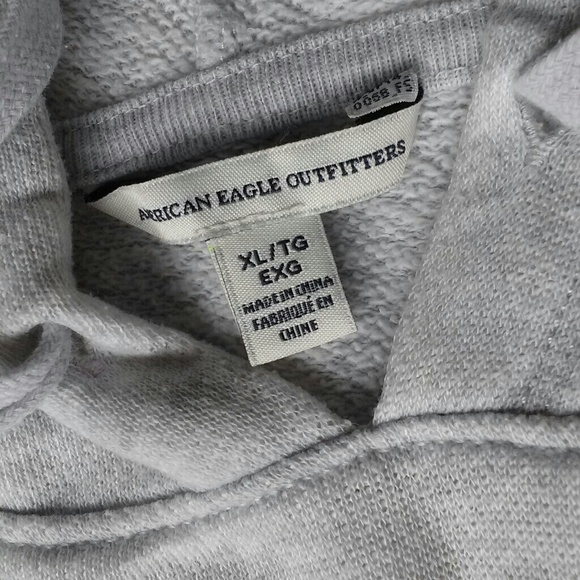 AMERICAN EAGLE OUTFITTERS
XL/TG
EXG
MADE IN CHINA
FABRIQUÉ EN
CHINE